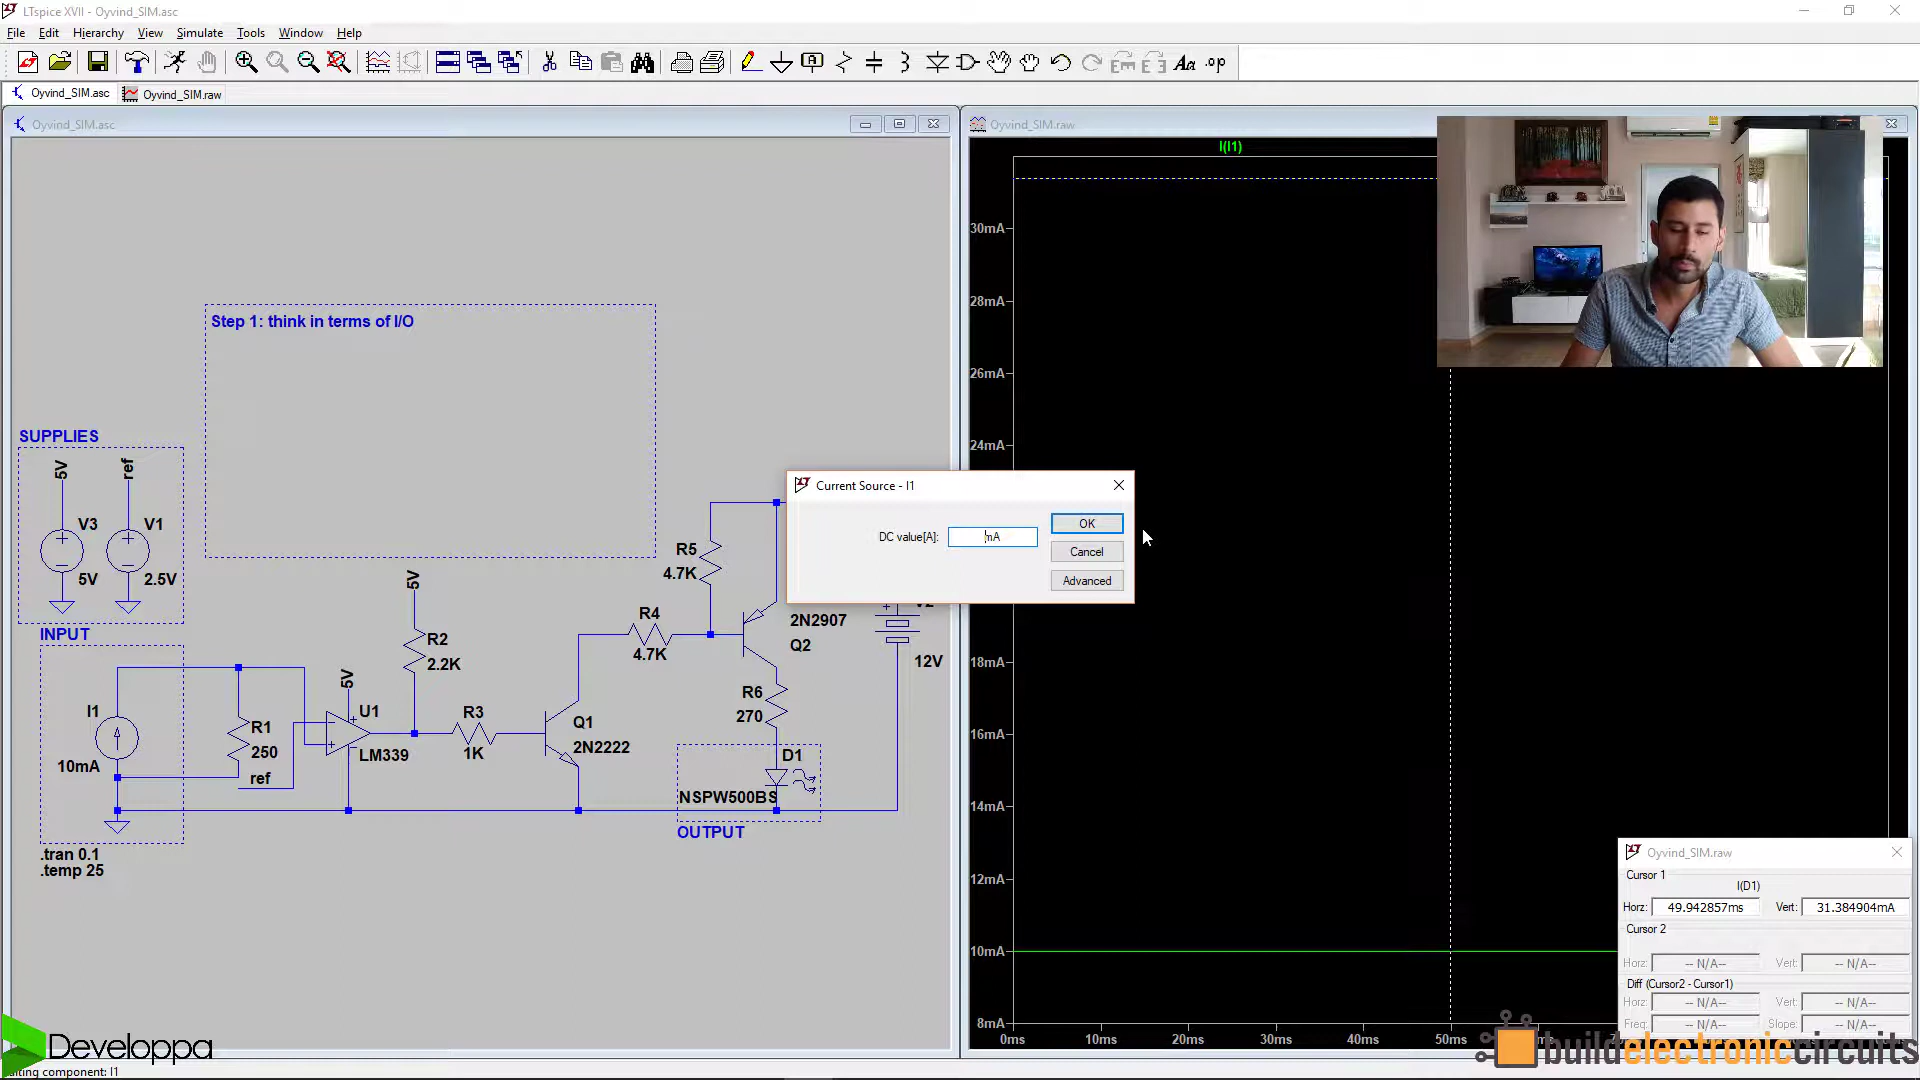 LTspice XVII - Oyvind_SIM.asc
File Edit Hierarchy View Simulate Tools Window Help
Oyvind_SIM.asc Oyvind_SIM.raw
Oyvind_SIM.asc
Oyvind_SIM.raw
I(I1)
Step 1: think in terms of I/O
SUPPLIES
5V
ref
V3
V1
5V
2.5V
INPUT
I1
10mA
R1
250
ref
5V
U1
LM339
5V
R2
2.2K
R3
1K
Q1
2N2222
R4
4.7K
R5
4.7K
2N2907
Q2
R6
270
D1
NSPW500BS
OUTPUT
12V
.tran 0.1
.temp 25
Current Source - I1
DC value[A]:
mA
OK
Cancel
Advanced
30mA
28mA
26mA
24mA
18mA
16mA
14mA
12mA
10mA
8mA
0ms 10ms 20ms 30ms 40ms 50ms
Oyvind_SIM.raw
Cursor 1
I(D1)
Horz: 49.942857ms Vert: 31.384904mA
Cursor 2
Horz: -- N/A-- Vert: -- N/A--
Diff (Cursor2 - Cursor1)
Horz: -- N/A-- Vert: -- N/A--
Freq: -- N/A-- Slope: -- N/A--
Developpa
buildelectroniccircuits
component: I1